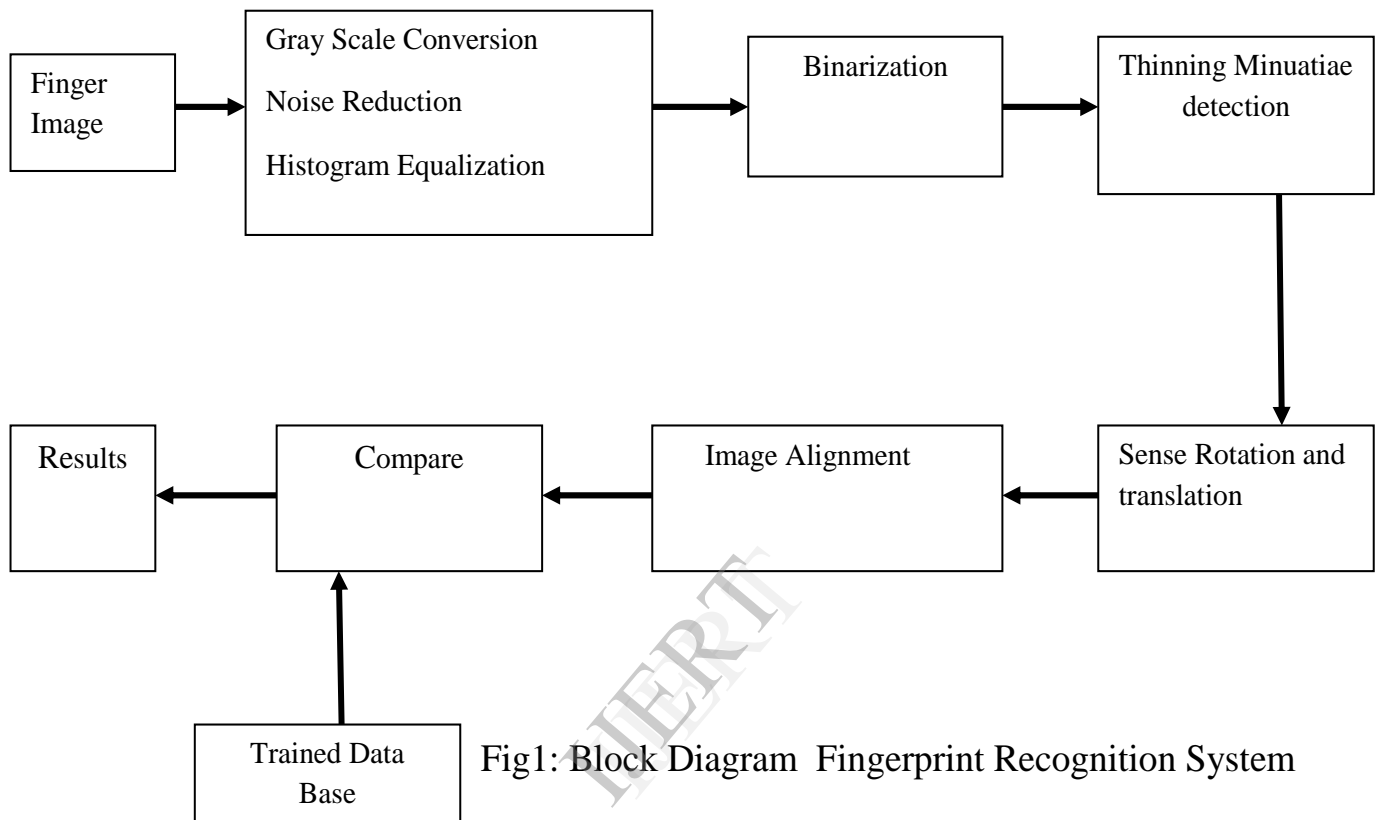 Finger
Image
Gray Scale Conversion
Noise Reduction
Histogram Equalization
Binarization
Thinning Minuatiae
detection
Sense Rotation and
translation
Image Alignment
Compare
Results
Trained Data
Base
IJERT
Fig1: Block Diagram  Fingerprint Recognition System